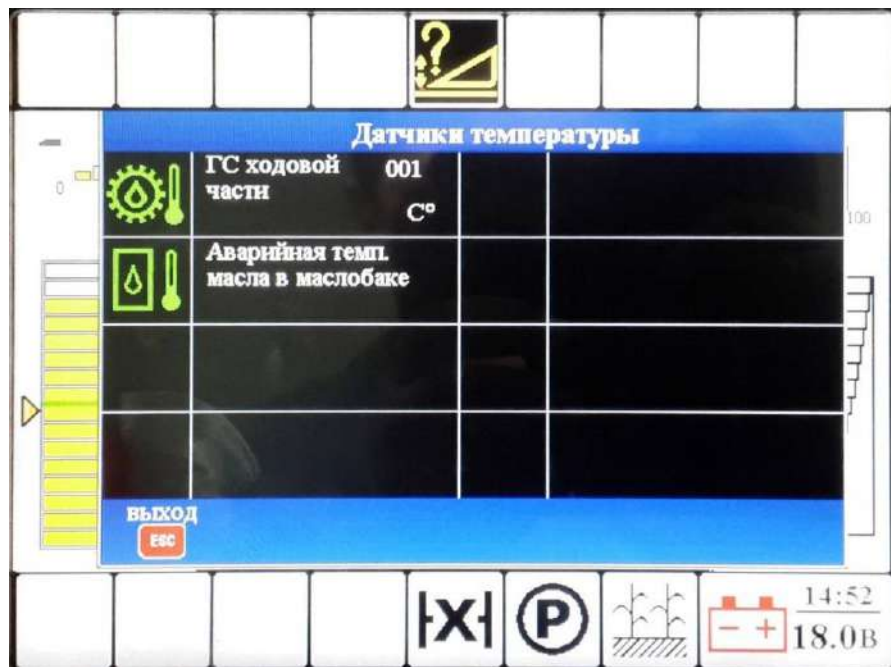 ?
Датчики температуры
ГС ходовой 001
части
C°
Аварийная темп.
масла в маслобаке
0
100
ВЫХОД
ESC
X
P
14:52
- +
18.0В